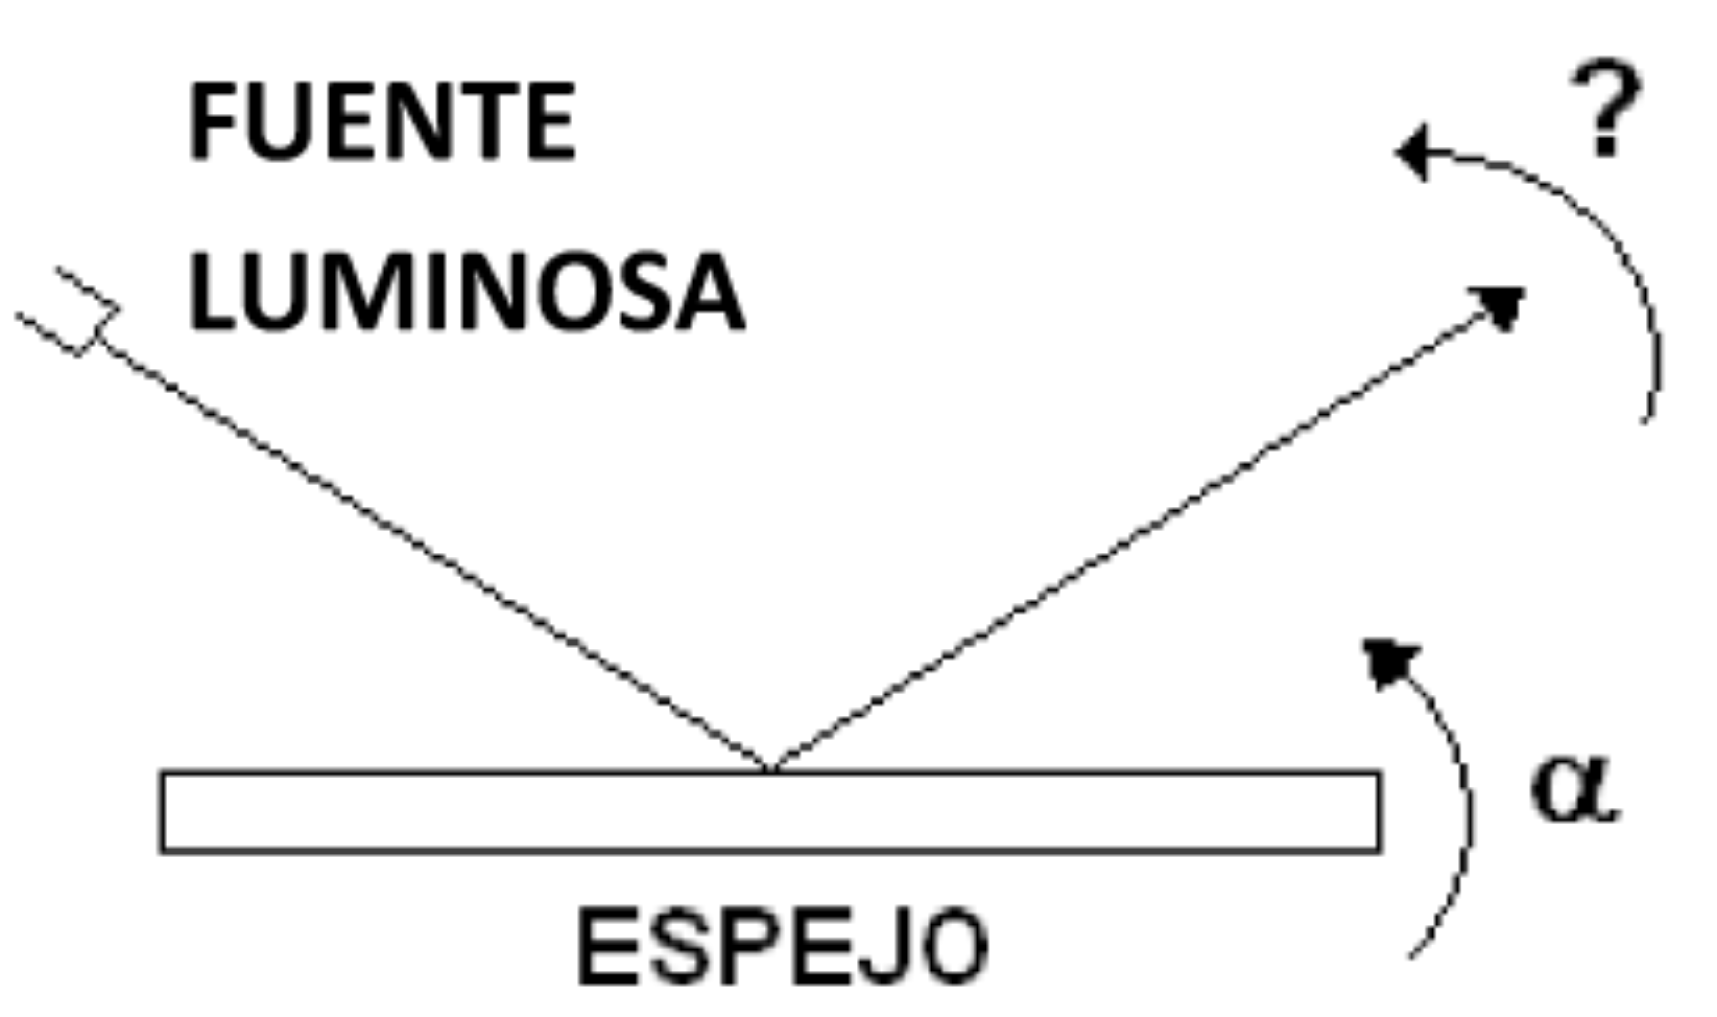 ?
FUENTE
LUMINOSA
α
ESPEJO